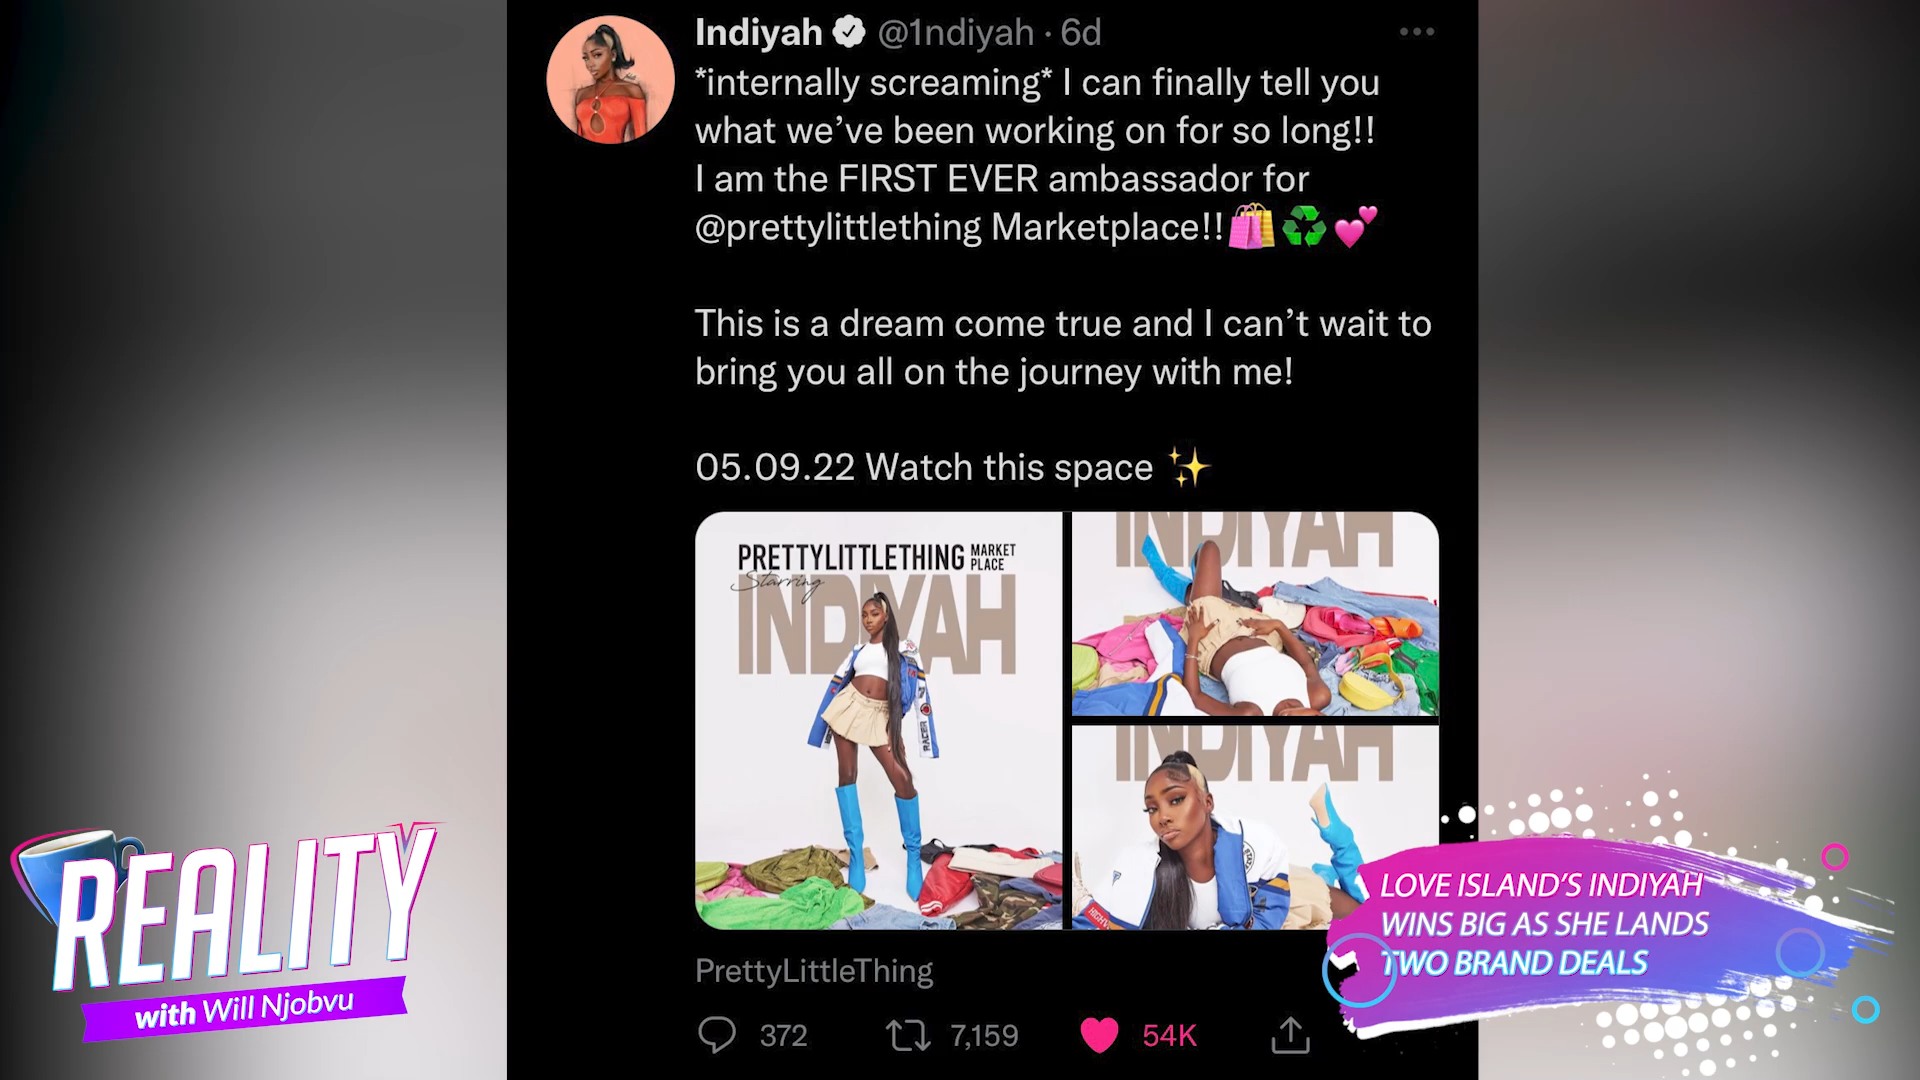 Indiyah @1ndiyah · 6d
*internally screaming* I can finally tell you
what we've been working on for so long!!
I am the FIRST EVER ambassador for
@prettylittlething Marketplace!!🛍️♻️💕
This is a dream come true and I can't wait to
bring you all on the journey with me!
05.09.22 Watch this space ✨
PRETTYLITTLETHING MARKET
PLACE
Starring
INDIYAH
RACER
INDIYAH
INDIYAH
PrettyLittleThing
372 7,159 54K
REALITY
with Will Njobvu
LOVE ISLAND'S INDIYAH
WINS BIG AS SHE LANDS
TWO BRAND DEALS